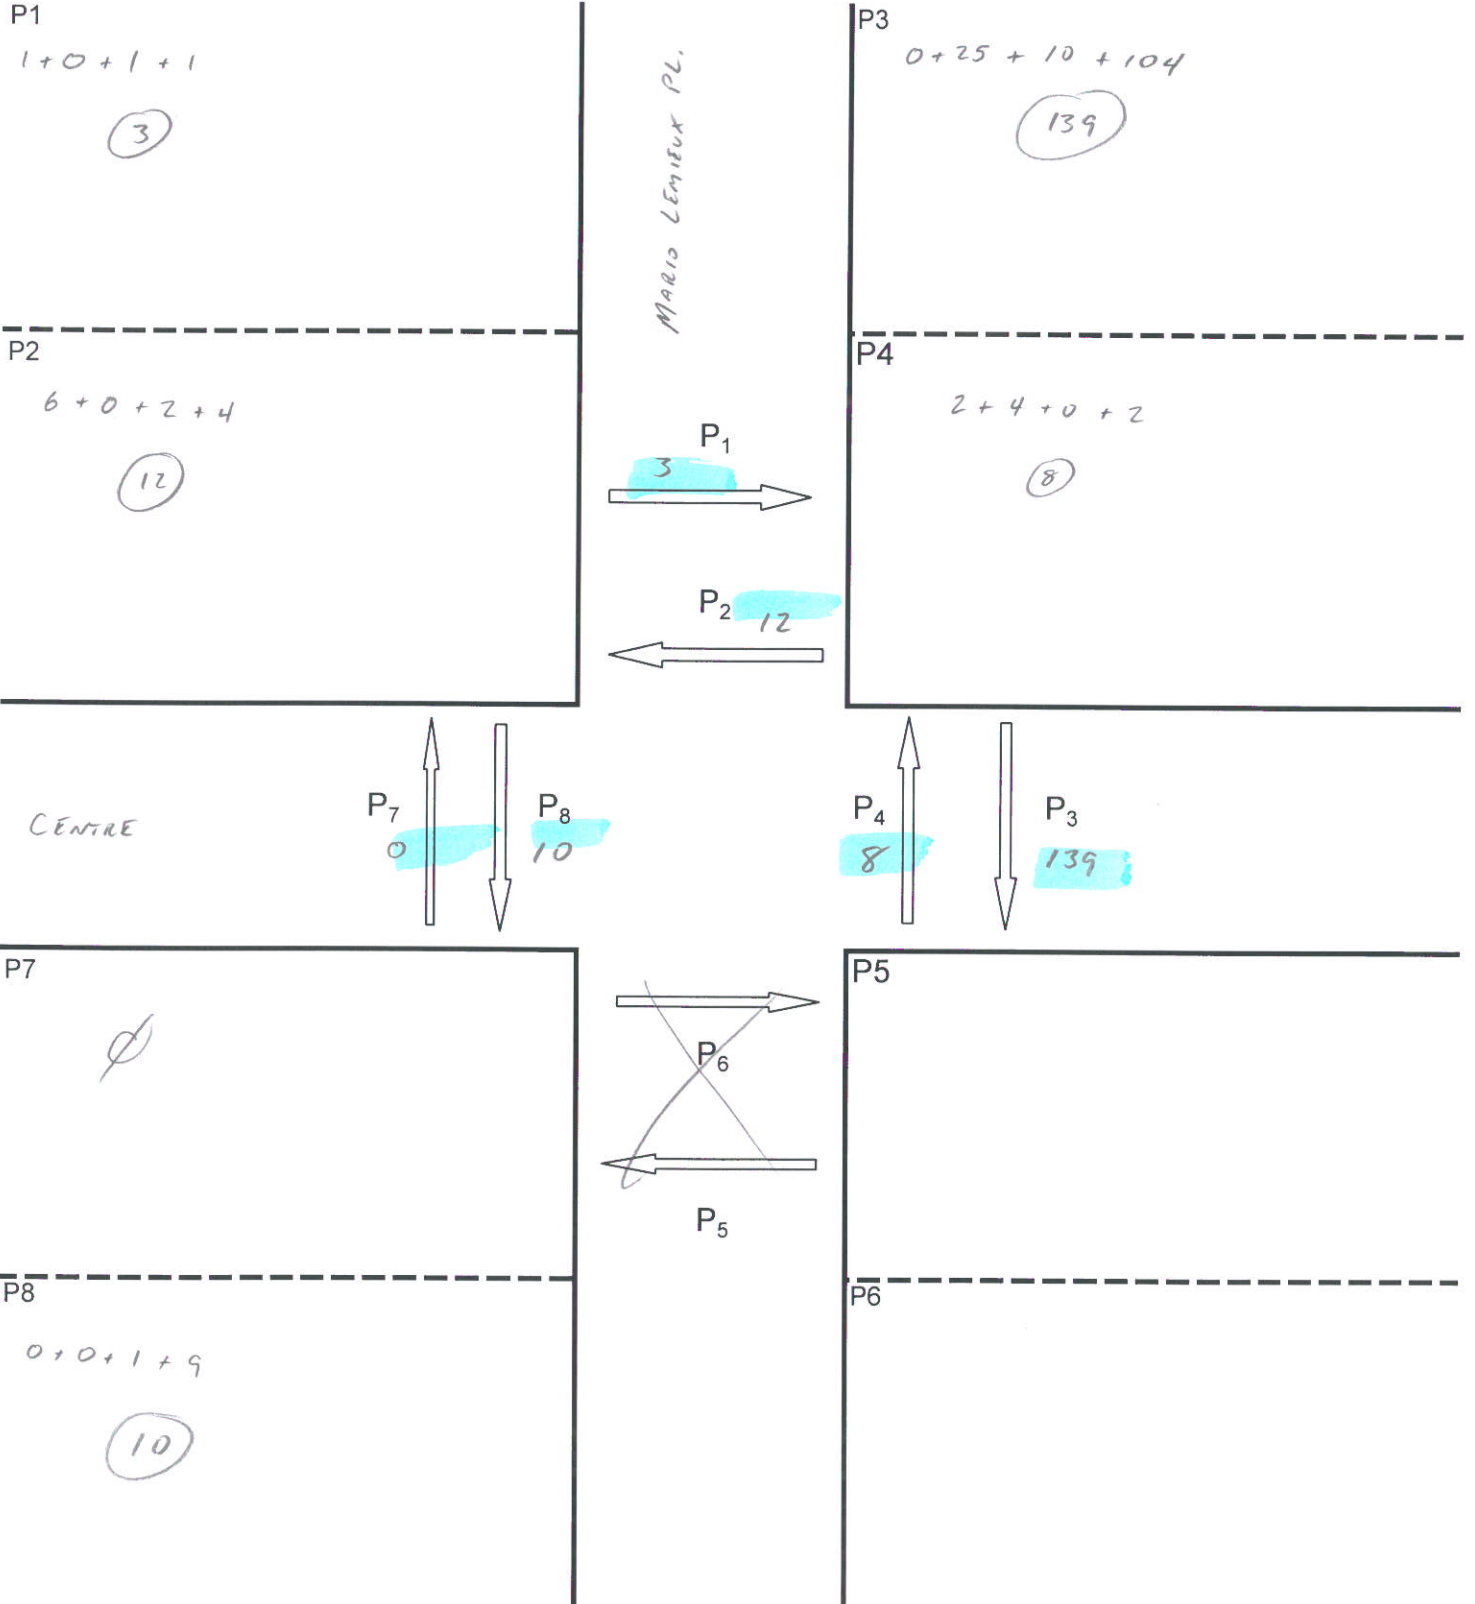 P1
1 + 0 + 1 + 1
3
MARIO LEMIEUX PL.
P3
0 + 25 + 10 + 104
139
P2
6 + 0 + 2 + 4
12
P4
2 + 4 + 0 + 2
8
P1
3
P2
12
CENTRE
P7
0
P8
10
P4
8
P3
139
P7
Ø
P5
P6
P5
P8
0 + 0 + 1 + 9
10
P6